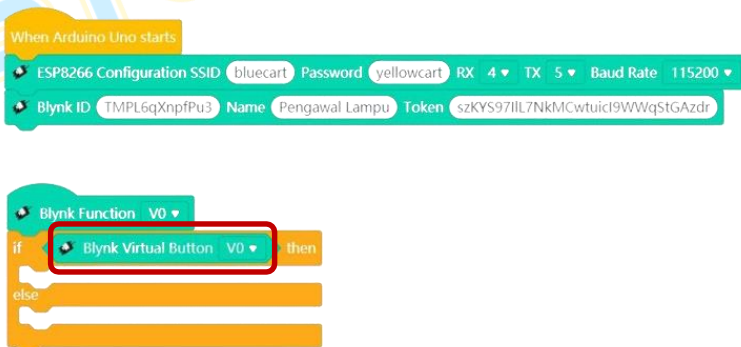 When Arduino Uno starts
ESP8266 Configuration SSID bluecart Password yellowcart RX 4 TX 5 Baud Rate 115200
Blynk ID TMPL6qXnpfPu3 Name Pengawal Lampu Token szKYS97IlL7NkMCwtuicI9WWqStGAzdr
Blynk Function V0
if Blynk Virtual Button V0 then
else